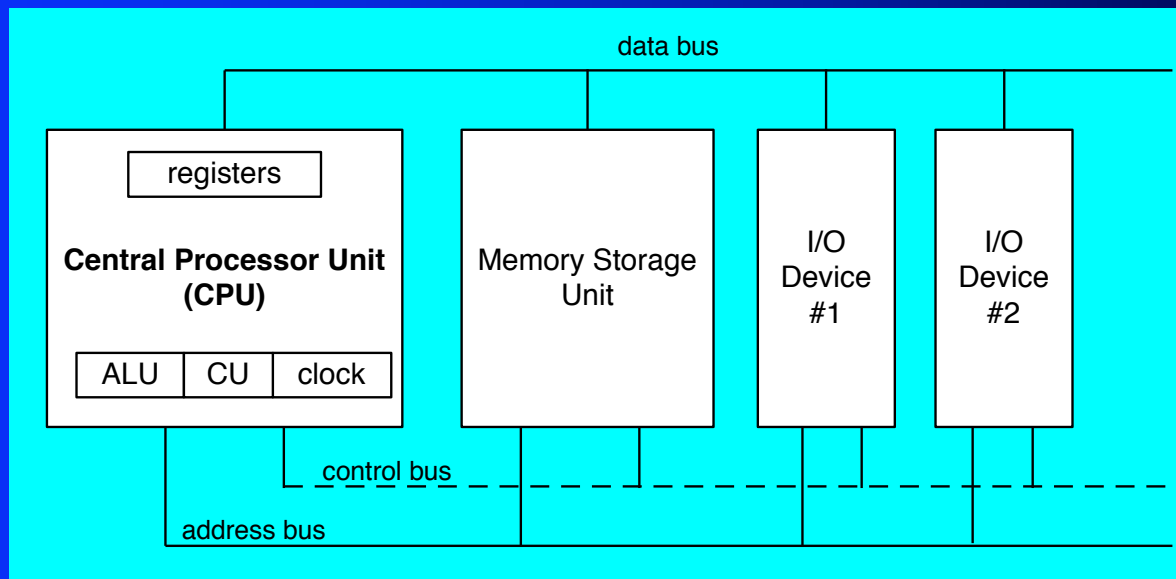 data bus
registers
Central Processor Unit
(CPU)
ALU CU clock
Memory Storage
Unit
I/O
Device
#1
I/O
Device
#2
control bus
address bus